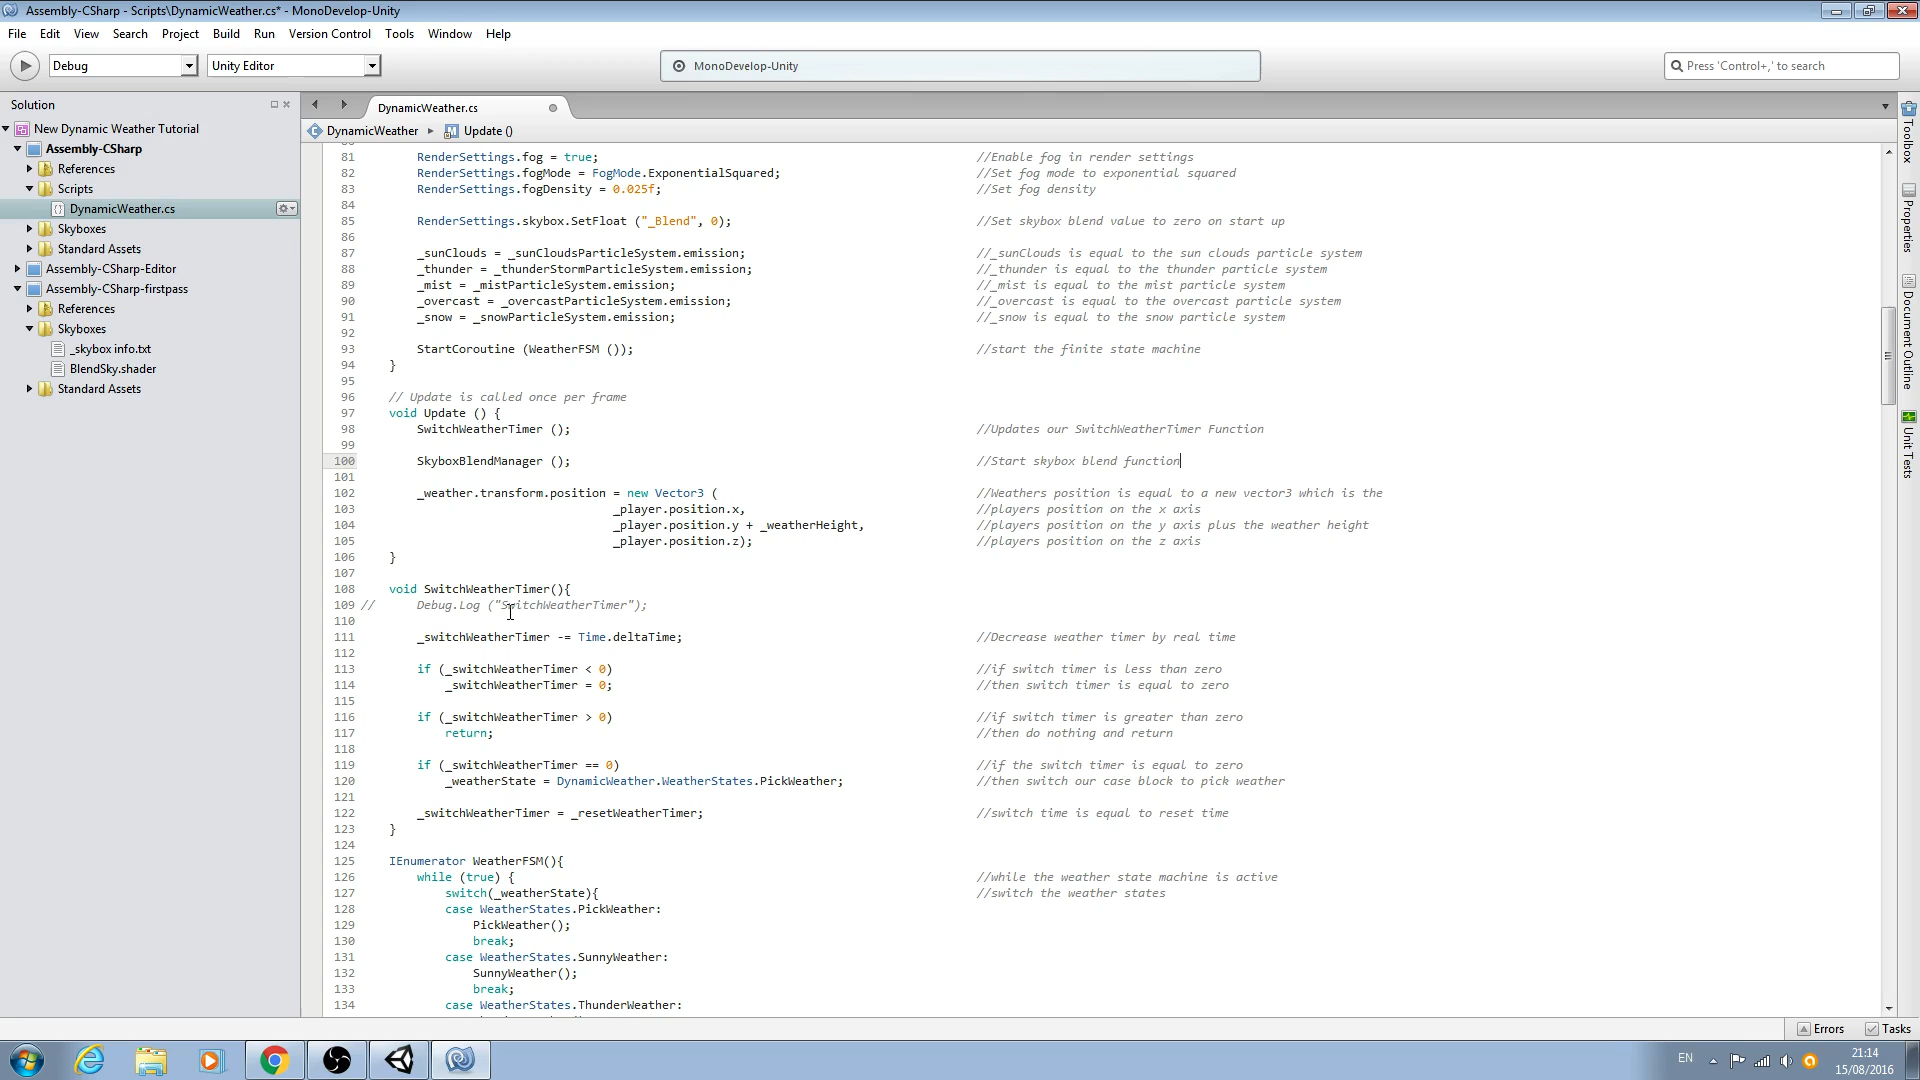 Assembly-CSharp - Scripts\DynamicWeather.cs* - MonoDevelop-Unity
File Edit View Search Project Build Run Version Control Tools Window Help
Debug Unity Editor MonoDevelop-Unity Press 'Control+,' to search
Solution
New Dynamic Weather Tutorial
Assembly-CSharp
References
Scripts
DynamicWeather.cs
Skyboxes
Standard Assets
Assembly-CSharp-Editor
Assembly-CSharp-firstpass
References
Skyboxes
_skybox info.txt
BlendSky.shader
Standard Assets
DynamicWeather.cs
DynamicWeather Update ()
81 RenderSettings.fog = true; //Enable fog in render settings
82 RenderSettings.fogMode = FogMode.ExponentialSquared; //Set fog mode to exponential squared
83 RenderSettings.fogDensity = 0.025f; //Set fog density
84
85 RenderSettings.skybox.SetFloat ("_Blend", 0); //Set skybox blend value to zero on start up
86
87 _sunClouds = _sunCloudsParticleSystem.emission; //_sunClouds is equal to the sun clouds particle system
88 _thunder = _thunderStormParticleSystem.emission; //_thunder is equal to the thunder particle system
89 _mist = _mistParticleSystem.emission; //_mist is equal to the mist particle system
90 _overcast = _overcastParticleSystem.emission; //_overcast is equal to the overcast particle system
91 _snow = _snowParticleSystem.emission; //_snow is equal to the snow particle system
92
93 StartCoroutine (WeatherFSM ()); //start the finite state machine
94 }
95
96 // Update is called once per frame
97 void Update () {
98 SwitchWeatherTimer (); //Updates our SwitchWeatherTimer Function
99
100 SkyboxBlendManager (); //Start skybox blend function
101
102 _weather.transform.position = new Vector3 ( //Weathers position is equal to a new vector3 which is the
103 _player.position.x, //players position on the x axis
104 _player.position.y + _weatherHeight, //players position on the y axis plus the weather height
105 _player.position.z); //players position on the z axis
106 }
107
108 void SwitchWeatherTimer(){
109 // Debug.Log ("SwitchWeatherTimer");
110
111 _switchWeatherTimer -= Time.deltaTime; //Decrease weather timer by real time
112
113 if (_switchWeatherTimer < 0) //if switch timer is less than zero
114 _switchWeatherTimer = 0; //then switch timer is equal to zero
115
116 if (_switchWeatherTimer > 0) //if switch timer is greater than zero
117 return; //then do nothing and return
118
119 if (_switchWeatherTimer == 0) //if the switch timer is equal to zero
120 _weatherState = DynamicWeather.WeatherStates.PickWeather; //then switch our case block to pick weather
121
122 _switchWeatherTimer = _resetWeatherTimer; //switch time is equal to reset time
123 }
124
125 IEnumerator WeatherFSM(){
126 while (true) { //while the weather state machine is active
127 switch(_weatherState){ //switch the weather states
128 case WeatherStates.PickWeather:
129 PickWeather();
130 break;
131 case WeatherStates.SunnyWeather:
132 SunnyWeather();
133 break;
134 case WeatherStates.ThunderWeather:
Toolbox
Properties
Document Outline
Unit Tests
Errors Tasks
EN 21:14
15/08/2016